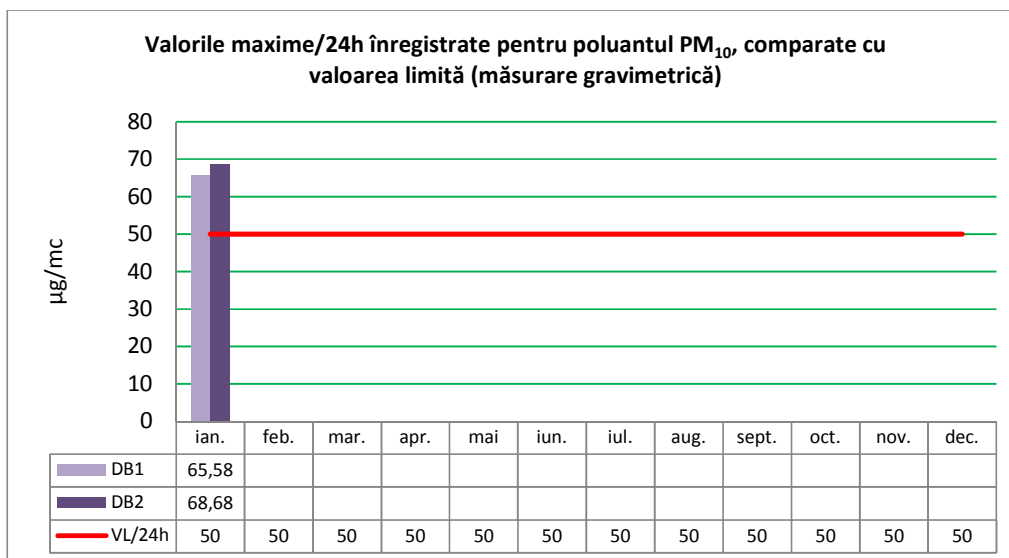 Valorile maxime/24h înregistrate pentru poluantul PM₁₀, comparate cu
valoarea limită (măsurare gravimetrică)
µg/mc
80
70
60
50
40
30
20
10
0
ian. feb. mar. apr. mai iun. iul. aug. sept. oct. nov. dec.
DB1 65,58
DB2 68,68
VL/24h 50 50 50 50 50 50 50 50 50 50 50 50